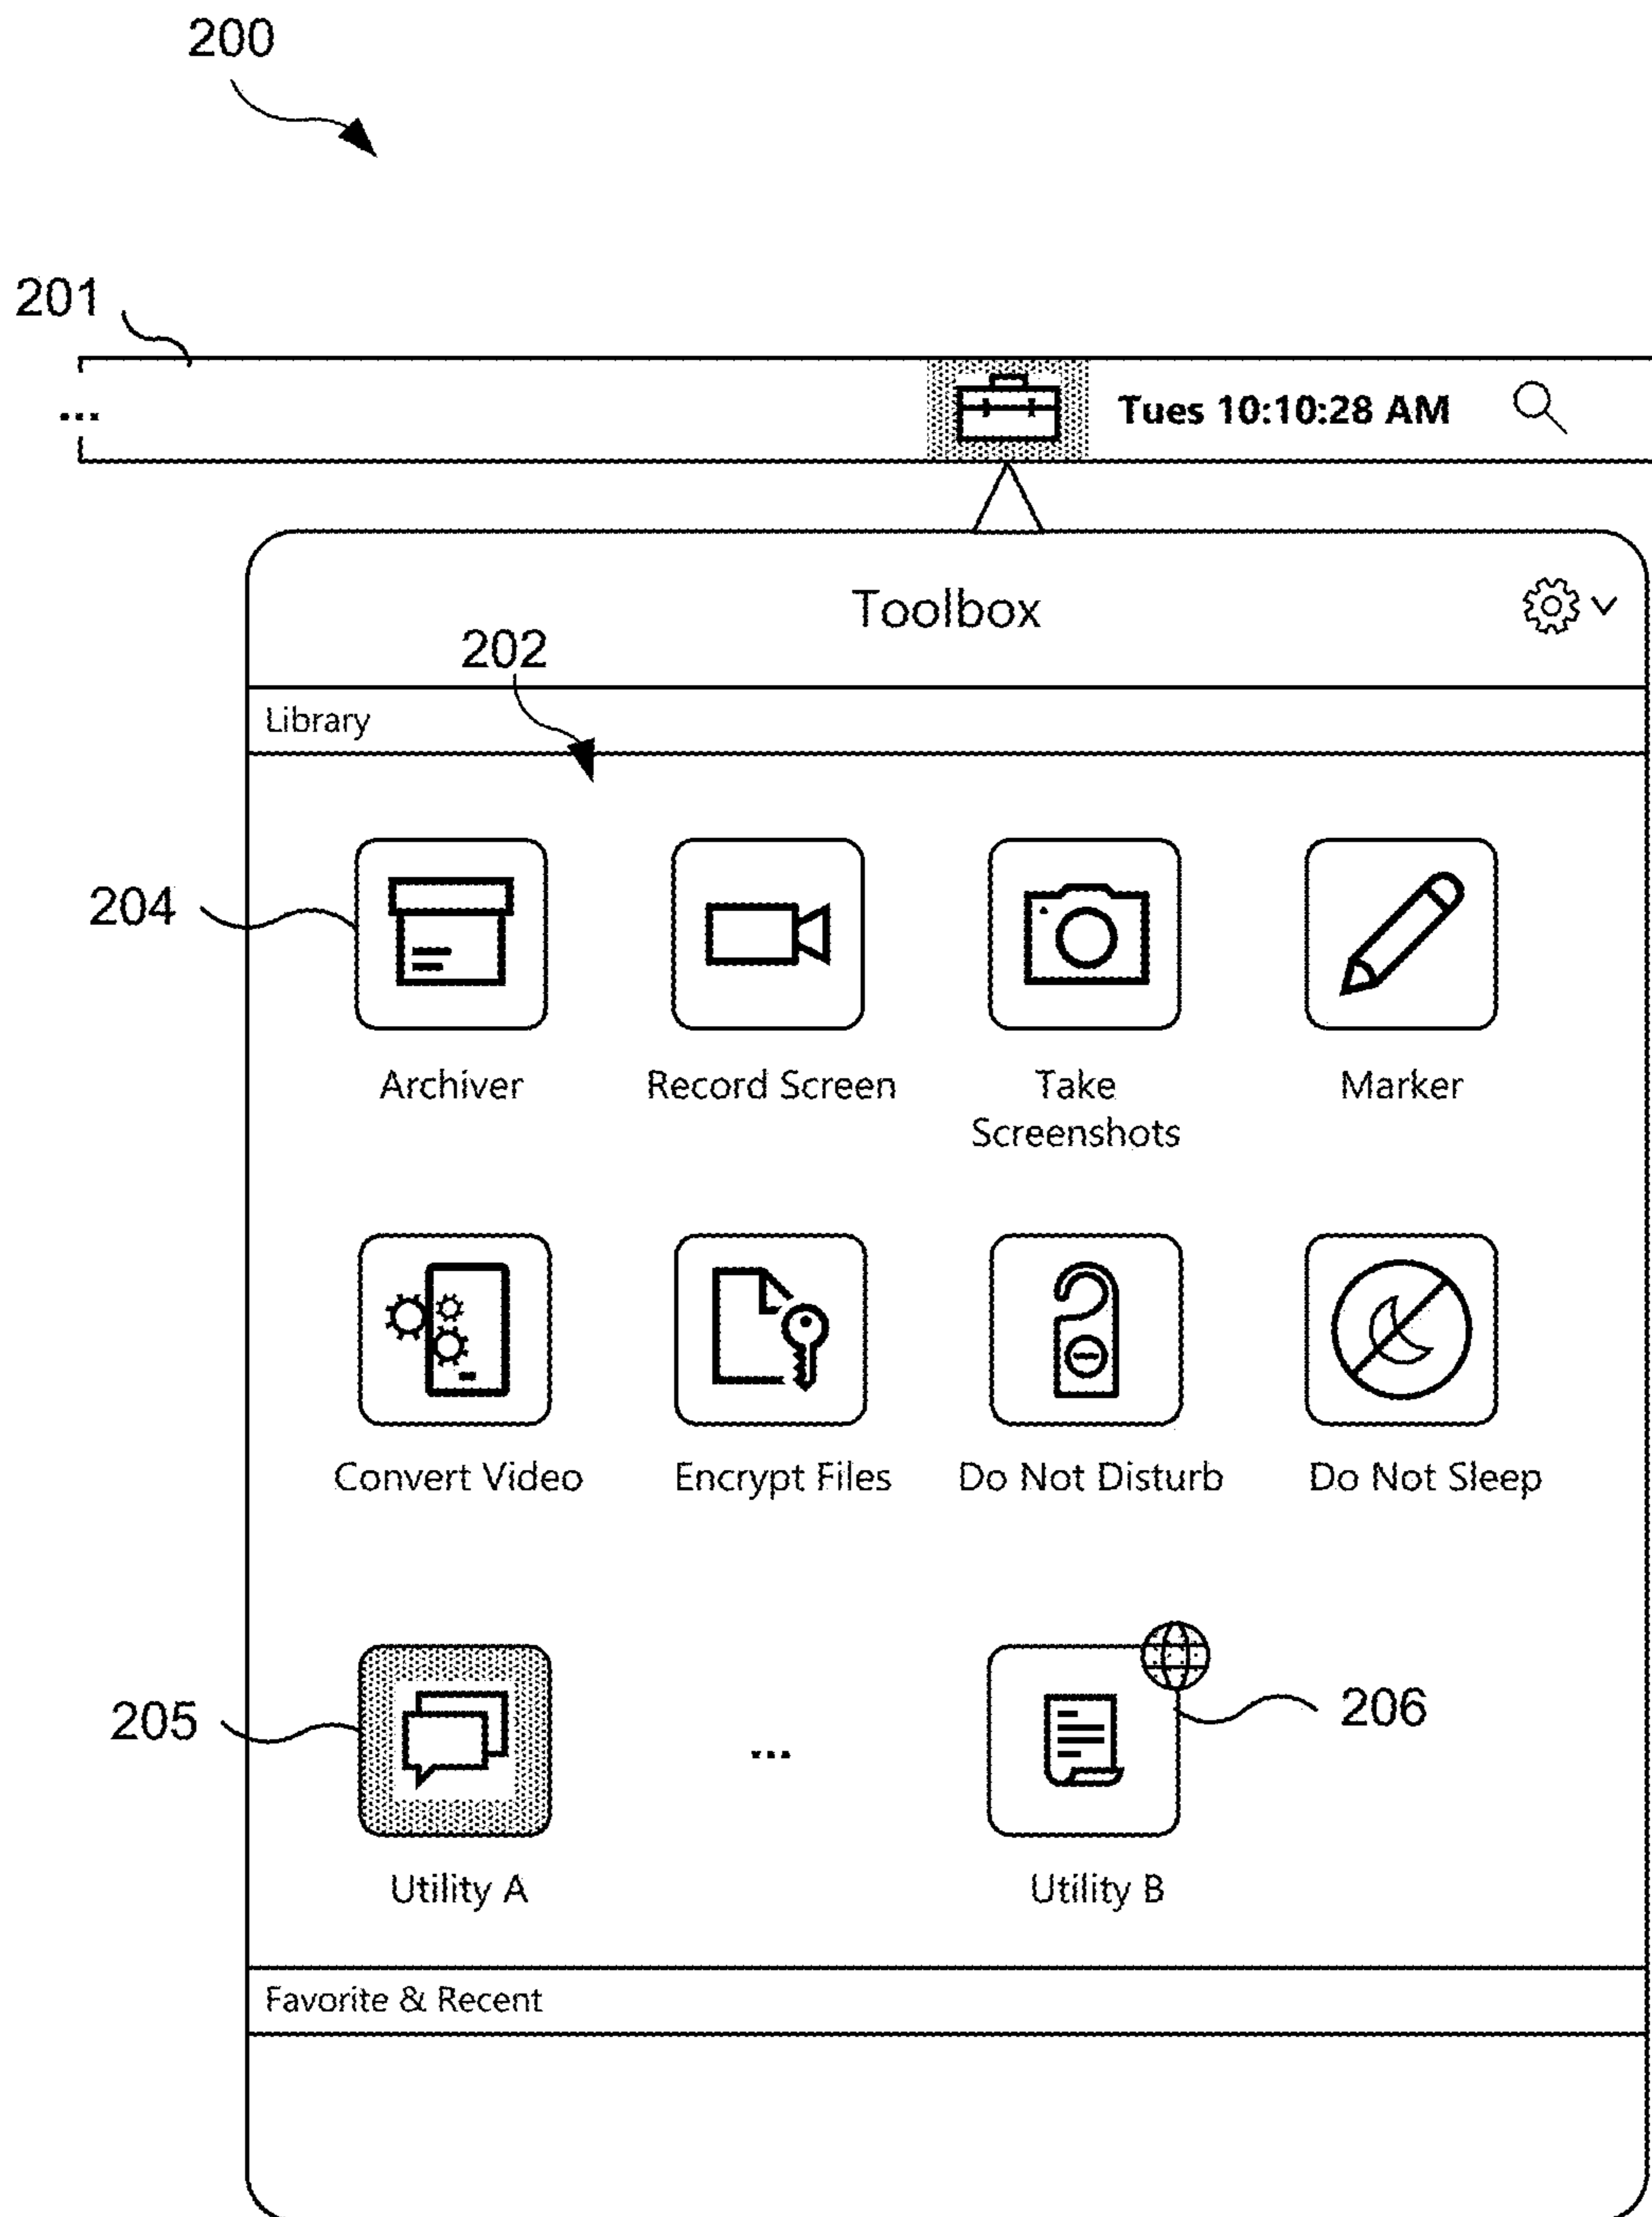 200
201
... Tues 10:10:28 AM
Toolbox
202
Library
204
Archiver Record Screen Take Screenshots Marker
Convert Video Encrypt Files Do Not Disturb Do Not Sleep
205 ... 206
Utility A Utility B
Favorite & Recent